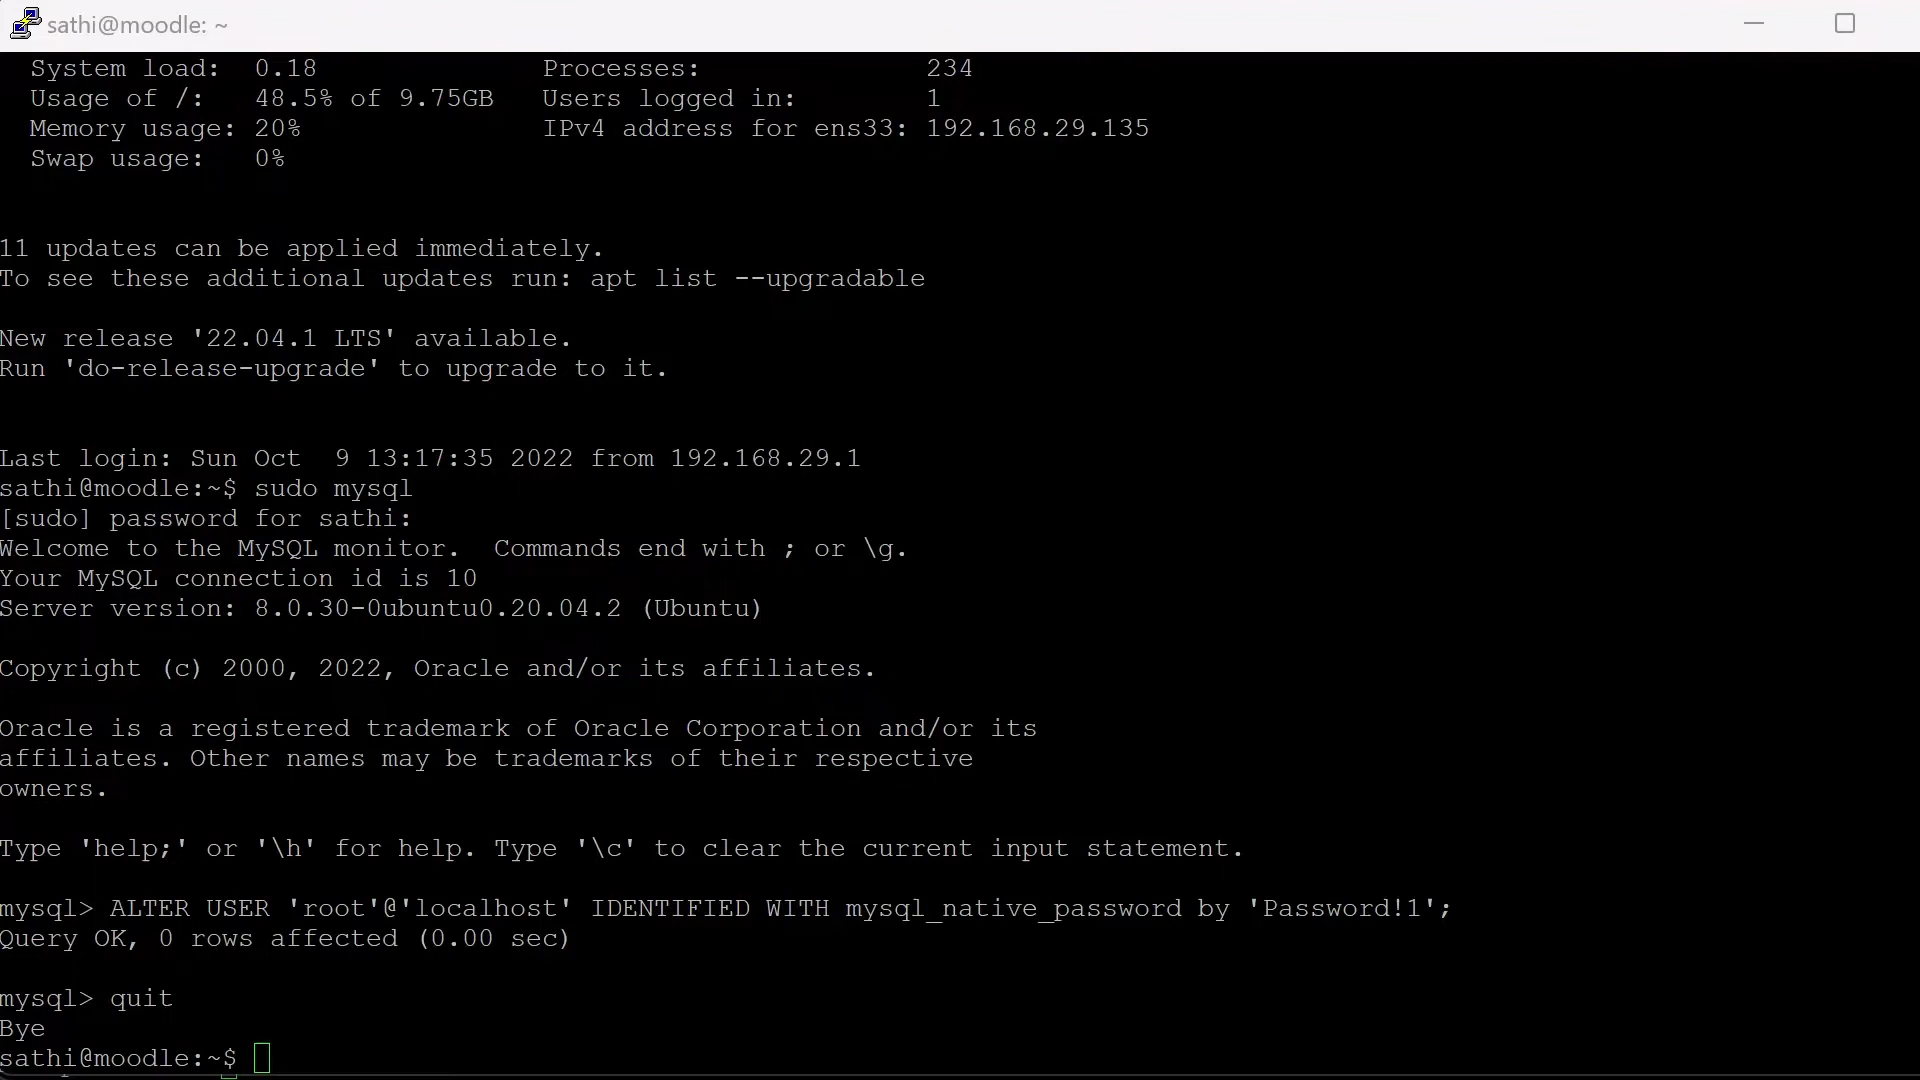 sathi@moodle: ~
System load:  0.18              Processes:              234
Usage of /:   48.5% of 9.75GB   Users logged in:        1
Memory usage: 20%               IPv4 address for ens33: 192.168.29.135
Swap usage:   0%
11 updates can be applied immediately.
To see these additional updates run: apt list --upgradable
New release '22.04.1 LTS' available.
Run 'do-release-upgrade' to upgrade to it.
Last login: Sun Oct  9 13:17:35 2022 from 192.168.29.1
sathi@moodle:~$ sudo mysql
[sudo] password for sathi:
Welcome to the MySQL monitor.  Commands end with ; or \g.
Your MySQL connection id is 10
Server version: 8.0.30-0ubuntu0.20.04.2 (Ubuntu)
Copyright (c) 2000, 2022, Oracle and/or its affiliates.
Oracle is a registered trademark of Oracle Corporation and/or its
affiliates. Other names may be trademarks of their respective
owners.
Type 'help;' or '\h' for help. Type '\c' to clear the current input statement.
mysql> ALTER USER 'root'@'localhost' IDENTIFIED WITH mysql_native_password by 'Password!1';
Query OK, 0 rows affected (0.00 sec)
mysql> quit
Bye
sathi@moodle:~$